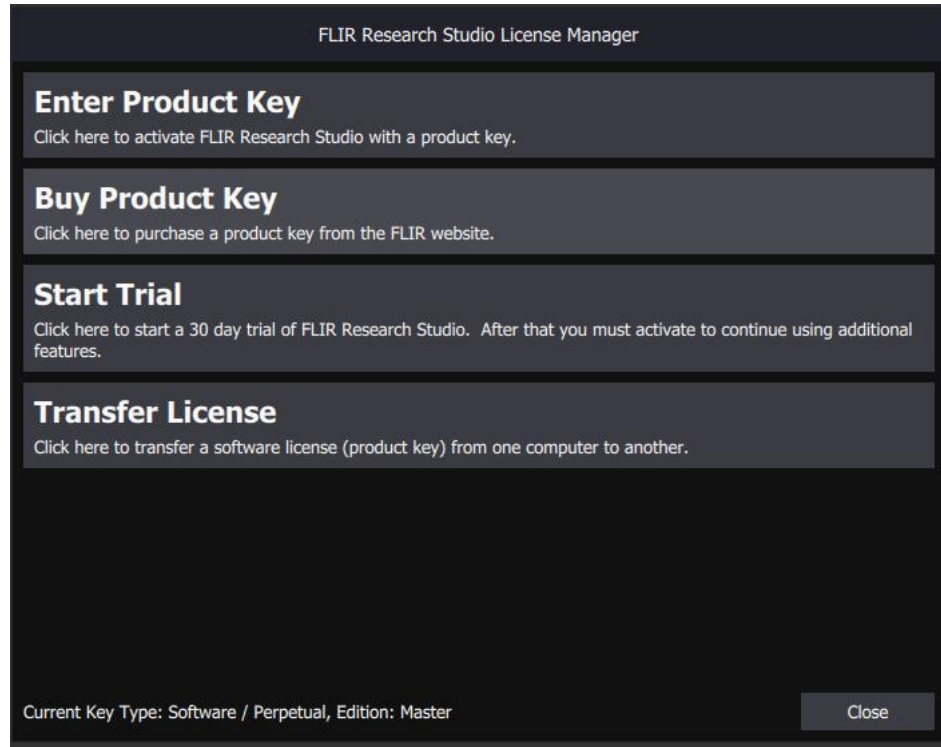 FLIR Research Studio License Manager
Enter Product Key
Click here to activate FLIR Research Studio with a product key.
Buy Product Key
Click here to purchase a product key from the FLIR website.
Start Trial
Click here to start a 30 day trial of FLIR Research Studio.  After that you must activate to continue using additional
features.
Transfer License
Click here to transfer a software license (product key) from one computer to another.
Current Key Type: Software / Perpetual, Edition: Master
Close